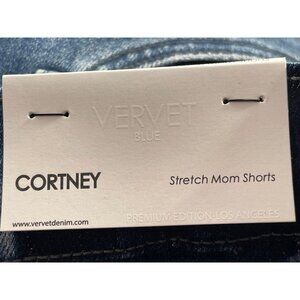 VERVET
BLUE
CORTNEY
Stretch Mom Shorts
www.vervetdenim.com
PREMIUM EDITION-LOS ANGELES